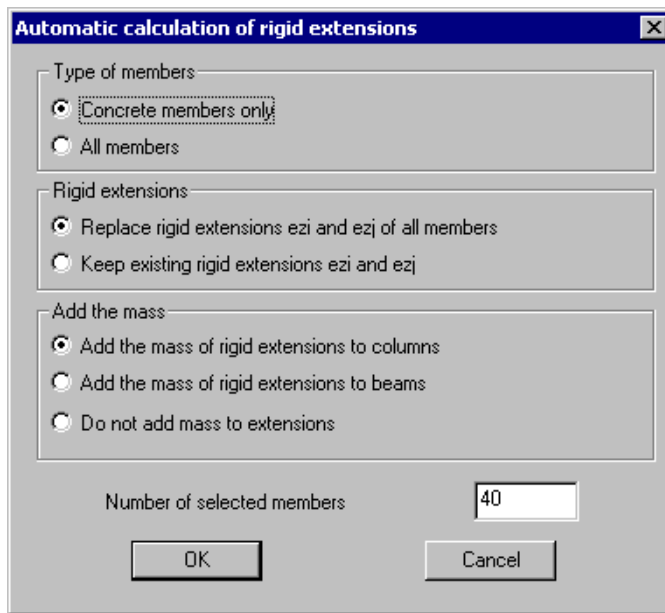 Automatic calculation of rigid extensions
Type of members
Concrete members only
All members
Rigid extensions
Replace rigid extensions ezi and ezj of all members
Keep existing rigid extensions ezi and ezj
Add the mass
Add the mass of rigid extensions to columns
Add the mass of rigid extensions to beams
Do not add mass to extensions
Number of selected members 40
OK Cancel